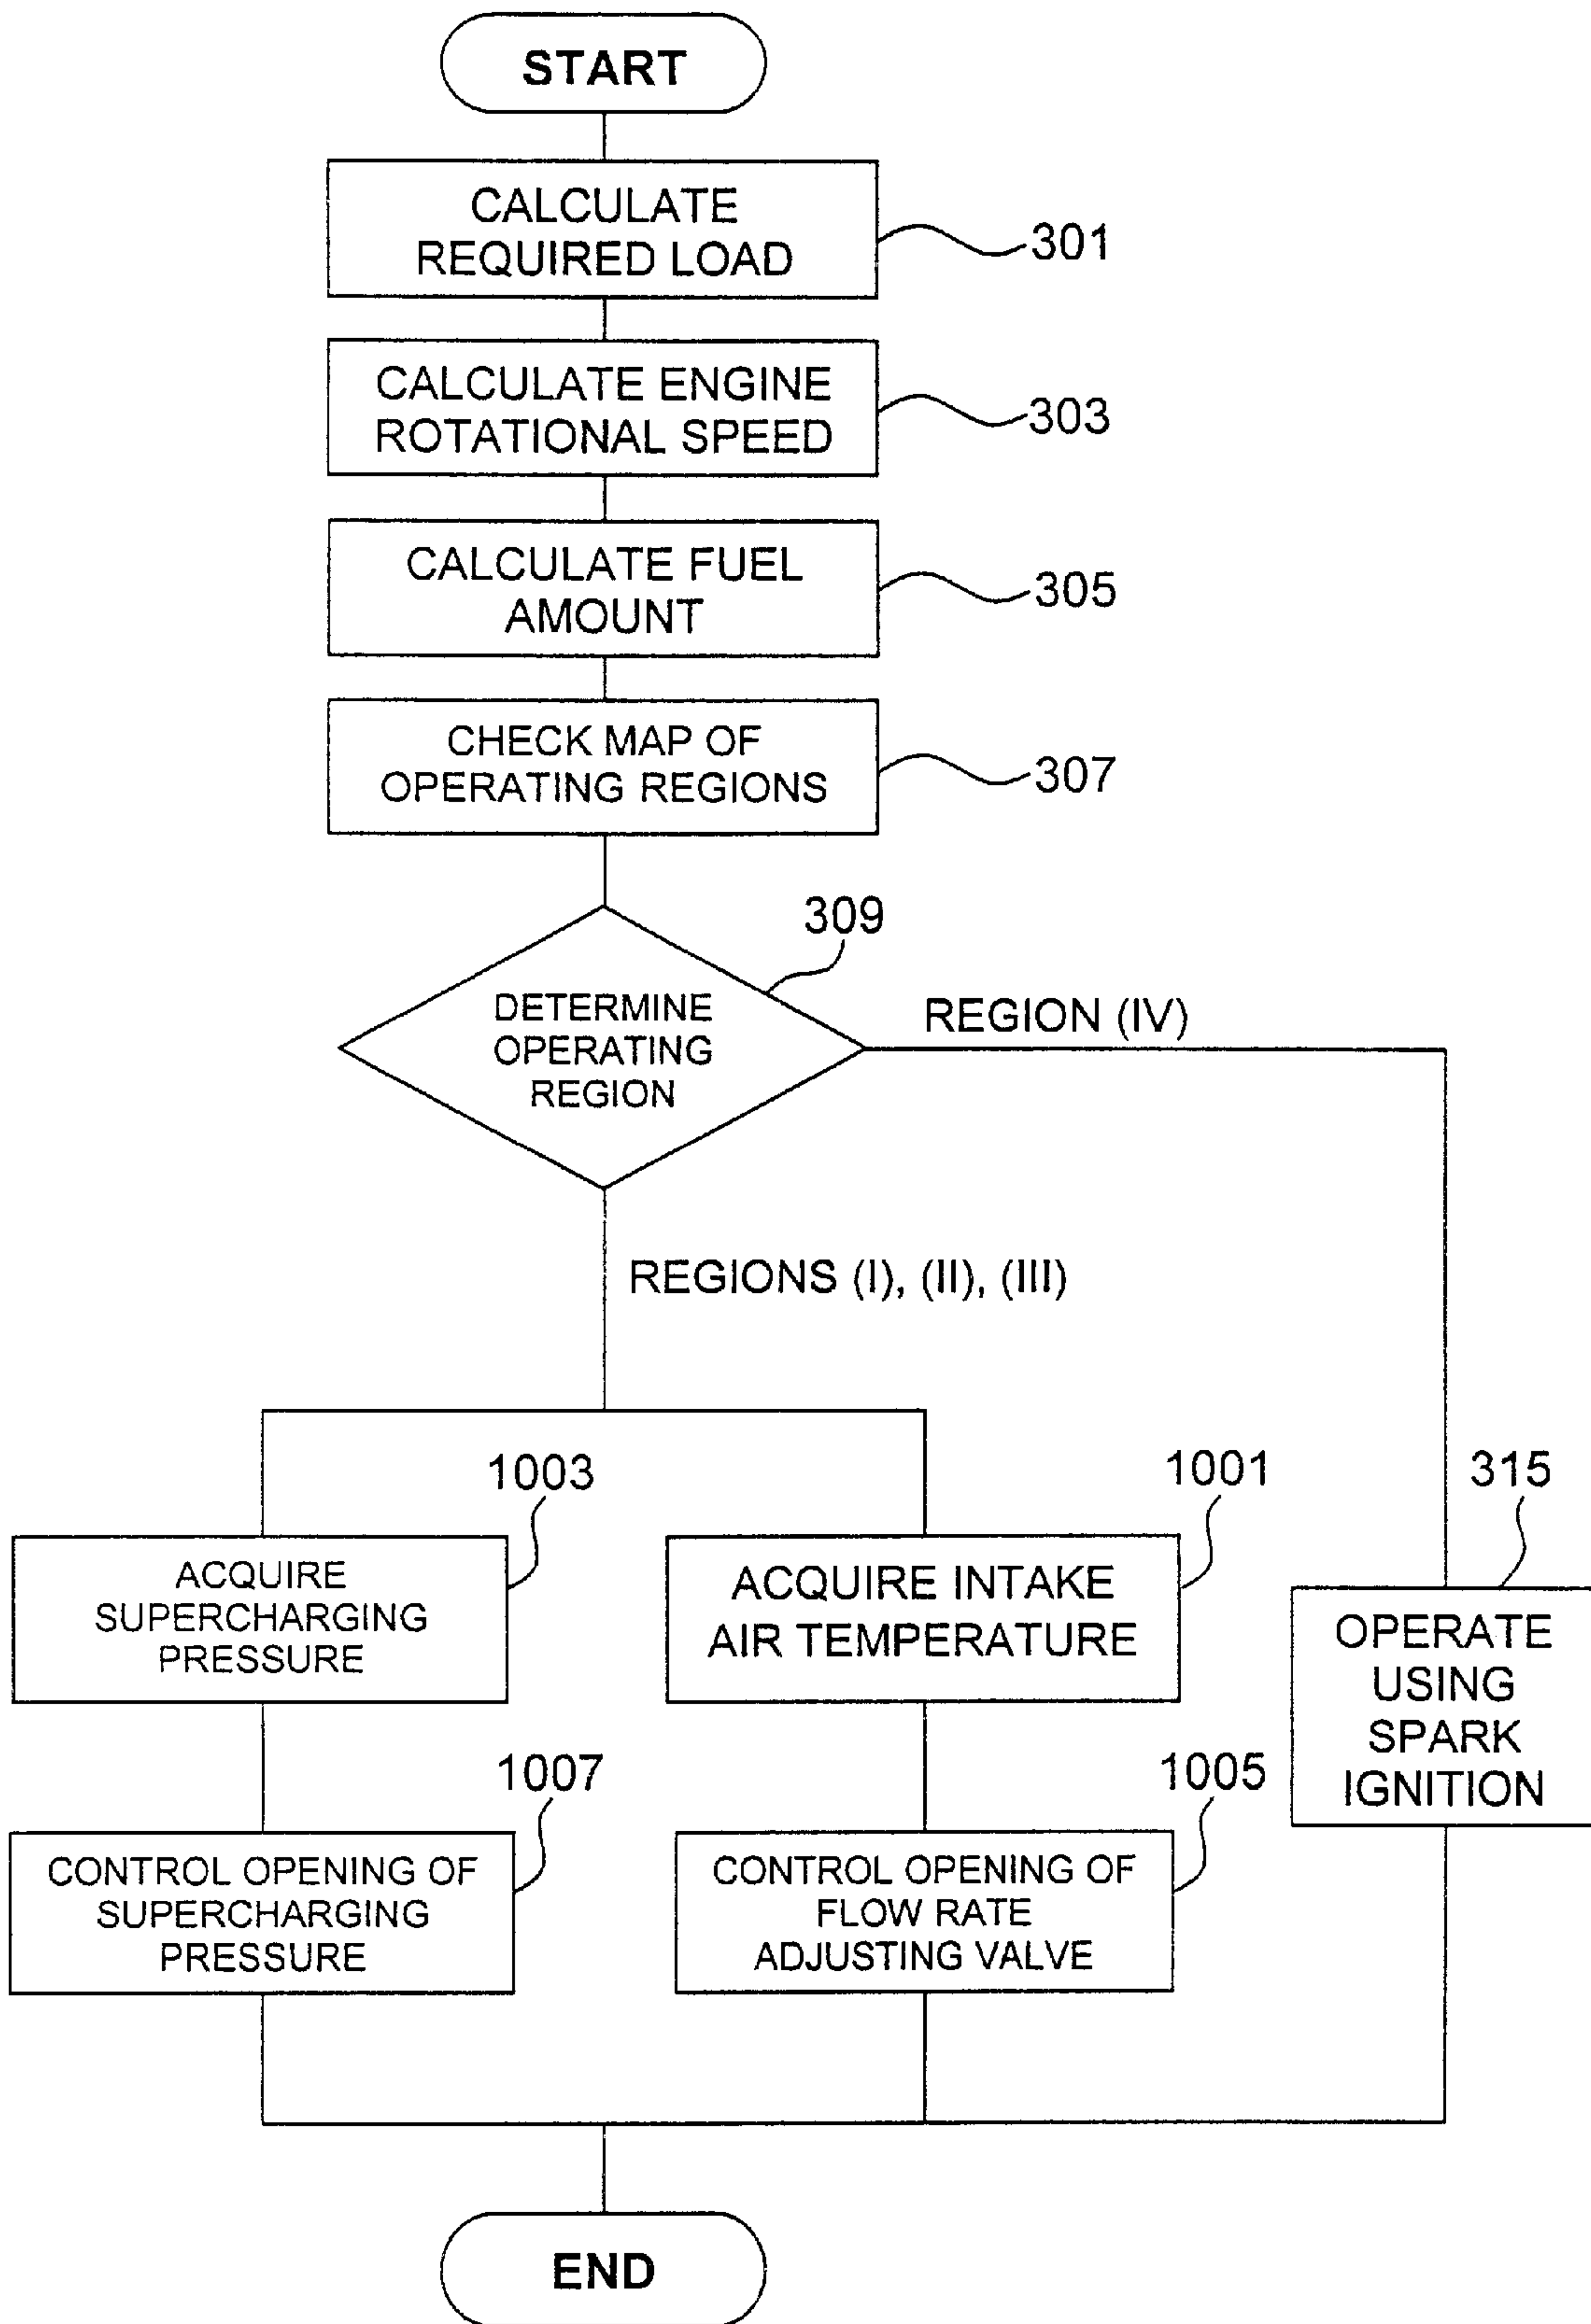 START
CALCULATE
REQUIRED LOAD
301
CALCULATE ENGINE
ROTATIONAL SPEED
303
CALCULATE FUEL
AMOUNT
305
CHECK MAP OF
OPERATING REGIONS
307
309
DETERMINE
OPERATING
REGION
REGION (IV)
REGIONS (I), (II), (III)
1003
ACQUIRE
SUPERCHARGING
PRESSURE
1001
ACQUIRE INTAKE
AIR TEMPERATURE
315
OPERATE
USING
SPARK
IGNITION
1007
CONTROL OPENING OF
SUPERCHARGING
PRESSURE
1005
CONTROL OPENING OF
FLOW RATE
ADJUSTING VALVE
END